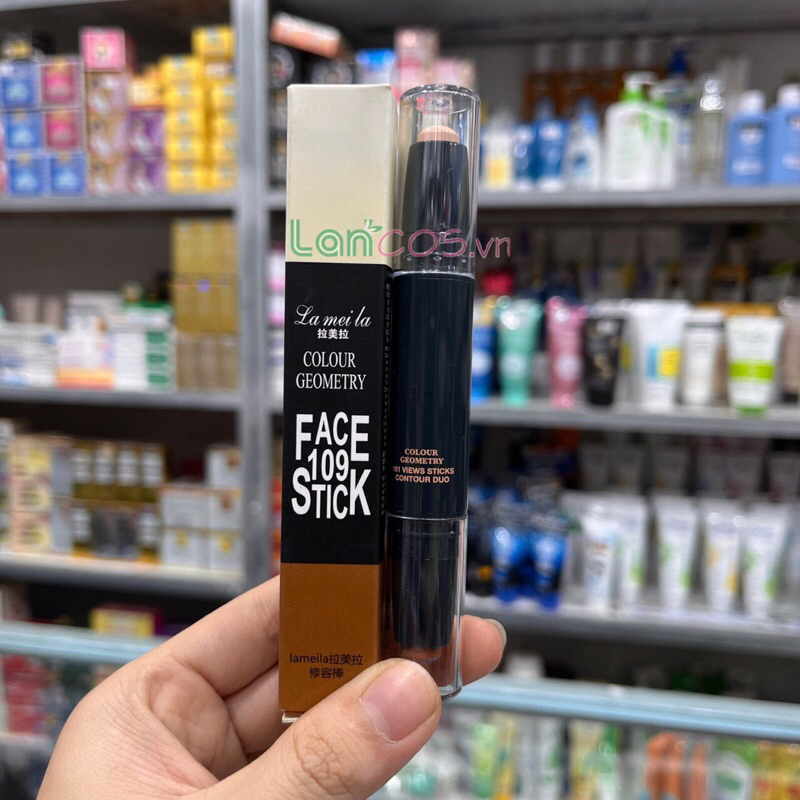 LanCOS.vn
La mei la
拉美拉
COLOUR
GEOMETRY
FACE
109
STICK
lameila拉美拉
修容棒
COLOUR
GEOMETRY
101 VIEWS STICKS
CONTOUR DUO